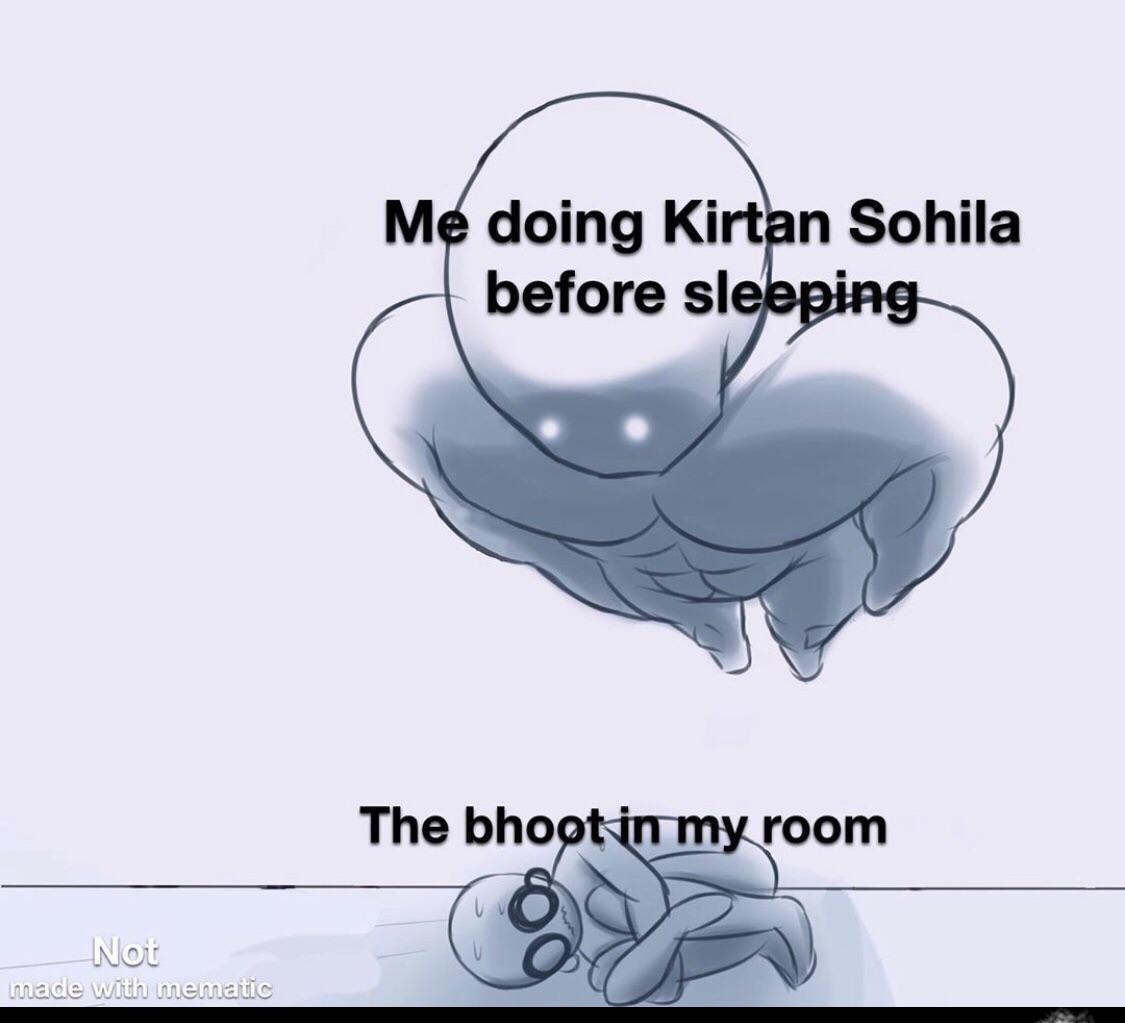 Me doing Kirtan Sohila
before sleeping
The bhoot in my room
Not
made with mematic